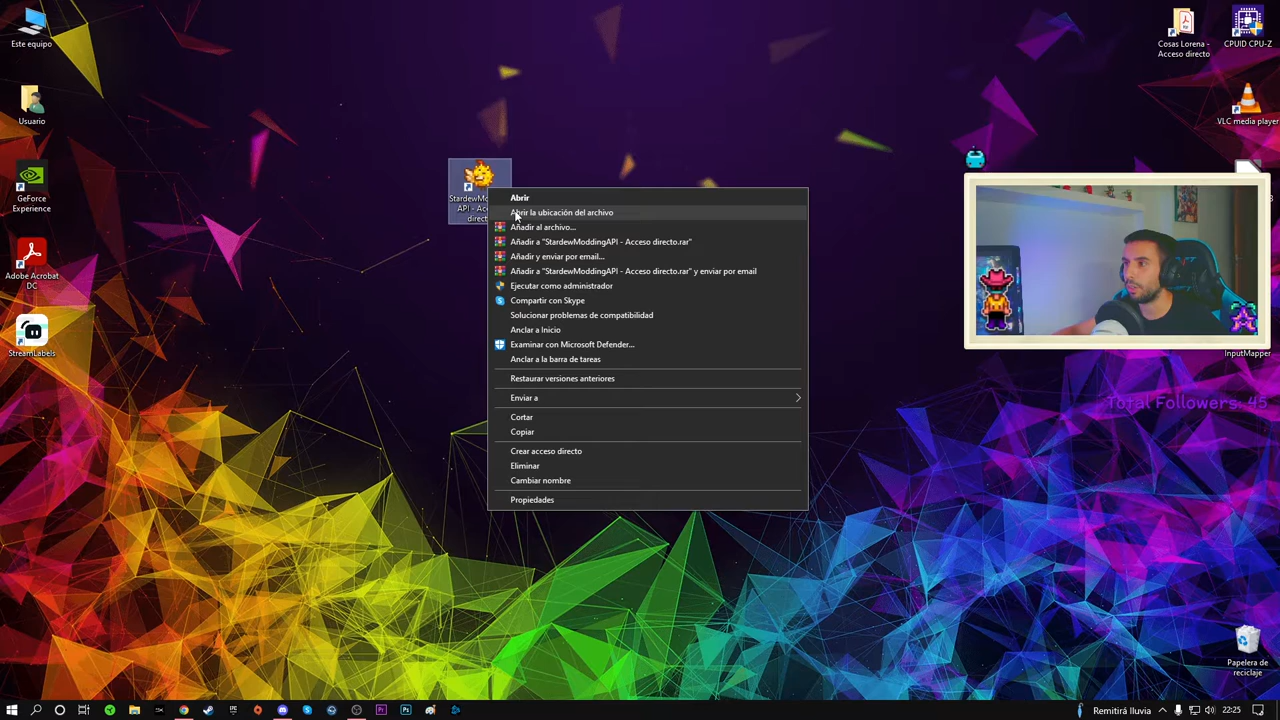 Este equipo
Usuario
GeForce
Experience
Adobe Acrobat
DC
StreamLabels
StardewMo
API - Acc
direct
Abrir
Abrir la ubicación del archivo
Añadir al archivo...
Añadir a "StardewModdingAPI - Acceso directo.rar"
Añadir y enviar por email...
Añadir a "StardewModdingAPI - Acceso directo.rar" y enviar por email
Ejecutar como administrador
Compartir con Skype
Solucionar problemas de compatibilidad
Anclar a Inicio
Examinar con Microsoft Defender...
Anclar a la barra de tareas
Restaurar versiones anteriores
Enviar a
Cortar
Copiar
Crear acceso directo
Eliminar
Cambiar nombre
Propiedades
Cosas Lorena -
Acceso directo
CPUID CPU-Z
VLC media player
InputMapper
Total Followers: 45
Papelera de
reciclaje
Remitirá lluvia
22:25